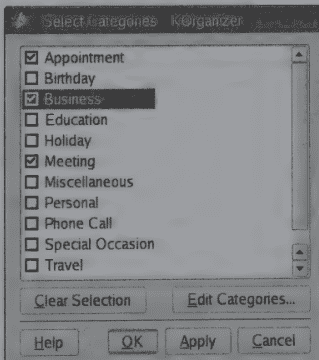 Select Categories KOrganizer
Appointment
Birthday
Business
Education
Holiday
Meeting
Miscellaneous
Personal
Phone Call
Special Occasion
Travel
Clear Selection Edit Categories...
Help OK Apply Cancel